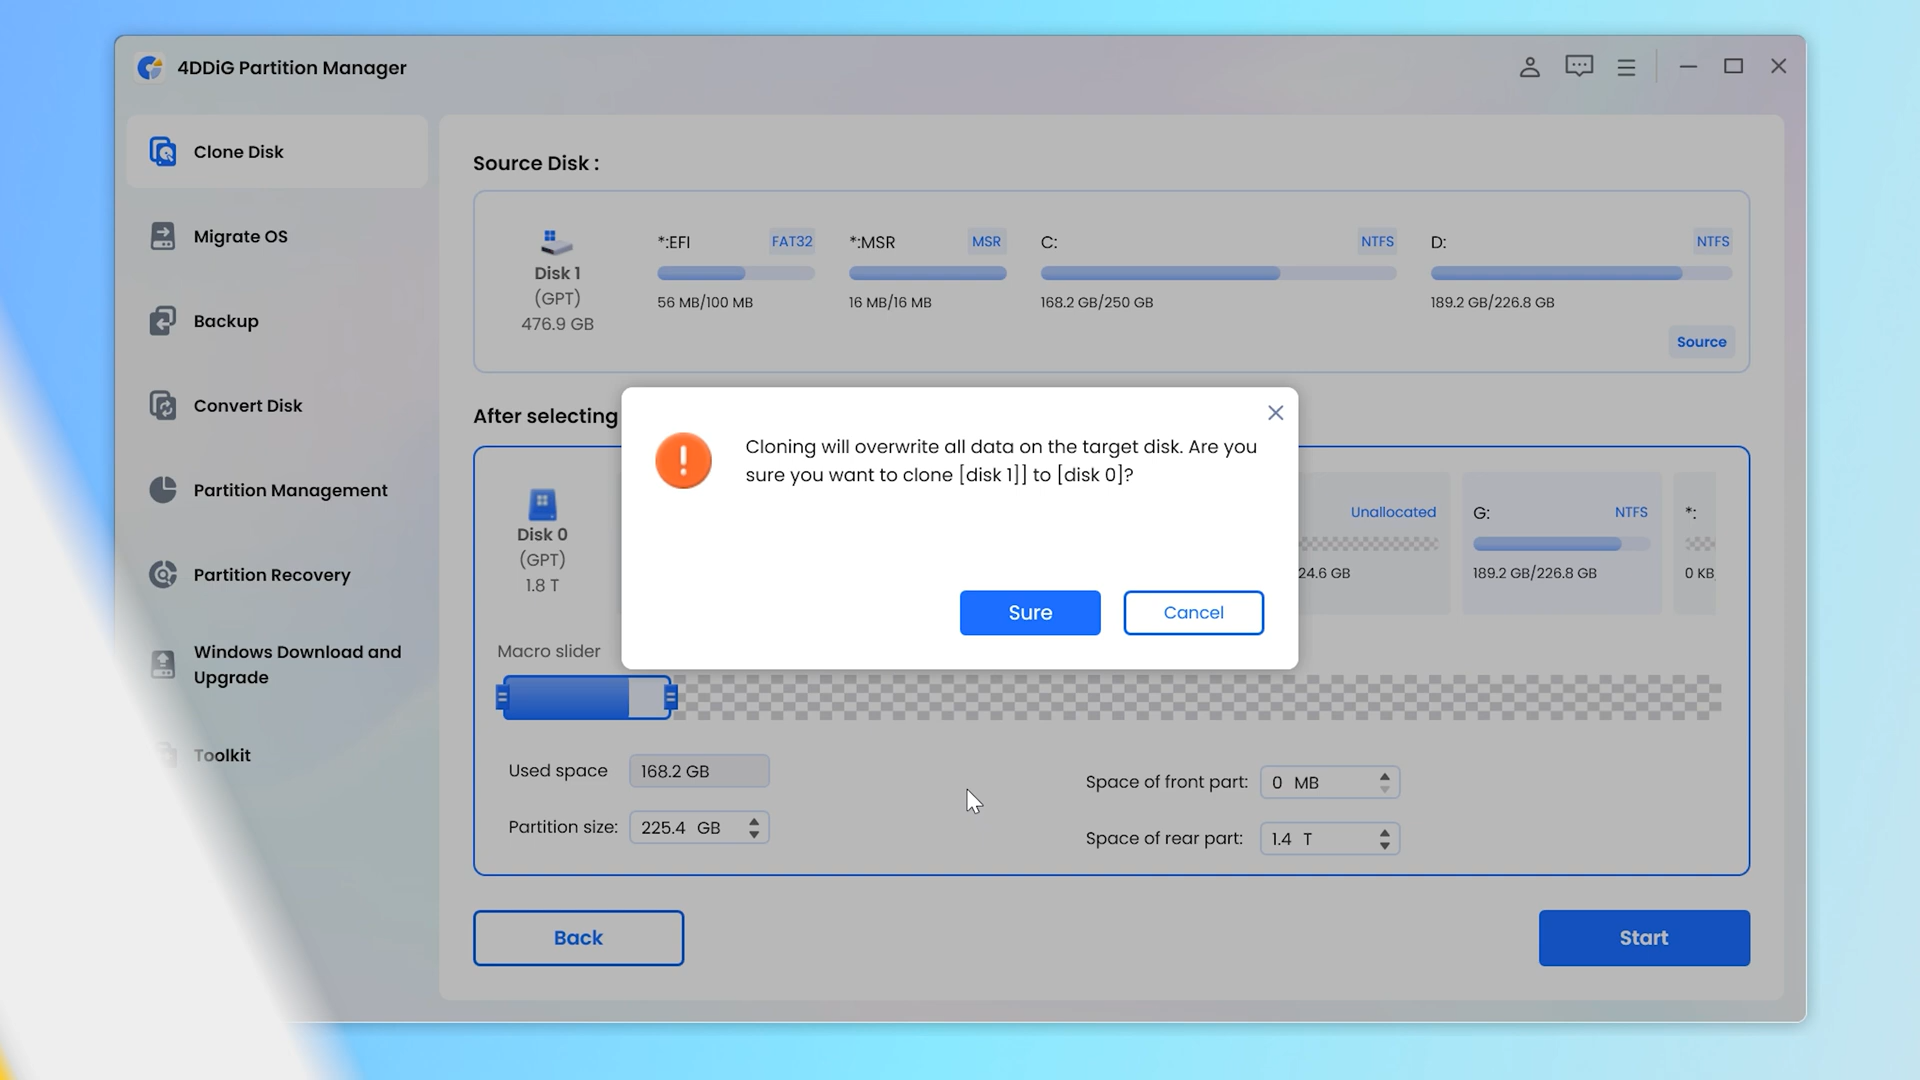 4DDiG Partition Manager
Clone Disk
Migrate OS
Backup
Convert Disk
Partition Management
Partition Recovery
Windows Download and
Upgrade
Toolkit
Source Disk :
Disk 1
(GPT)
476.9 GB
*:EFI FAT32
56 MB/100 MB
*:MSR MSR
16 MB/16 MB
C: NTFS
168.2 GB/250 GB
D: NTFS
189.2 GB/226.8 GB
Source
After selecting
Cloning will overwrite all data on the target disk. Are you
sure you want to clone [disk 1]] to [disk 0]?
Sure
Cancel
Disk 0
(GPT)
1.8 T
Unallocated
24.6 GB
G: NTFS
189.2 GB/226.8 GB
*:
0 KB
Macro slider
Used space 168.2 GB
Partition size: 225.4 GB
Space of front part: 0 MB
Space of rear part: 1.4 T
Back
Start